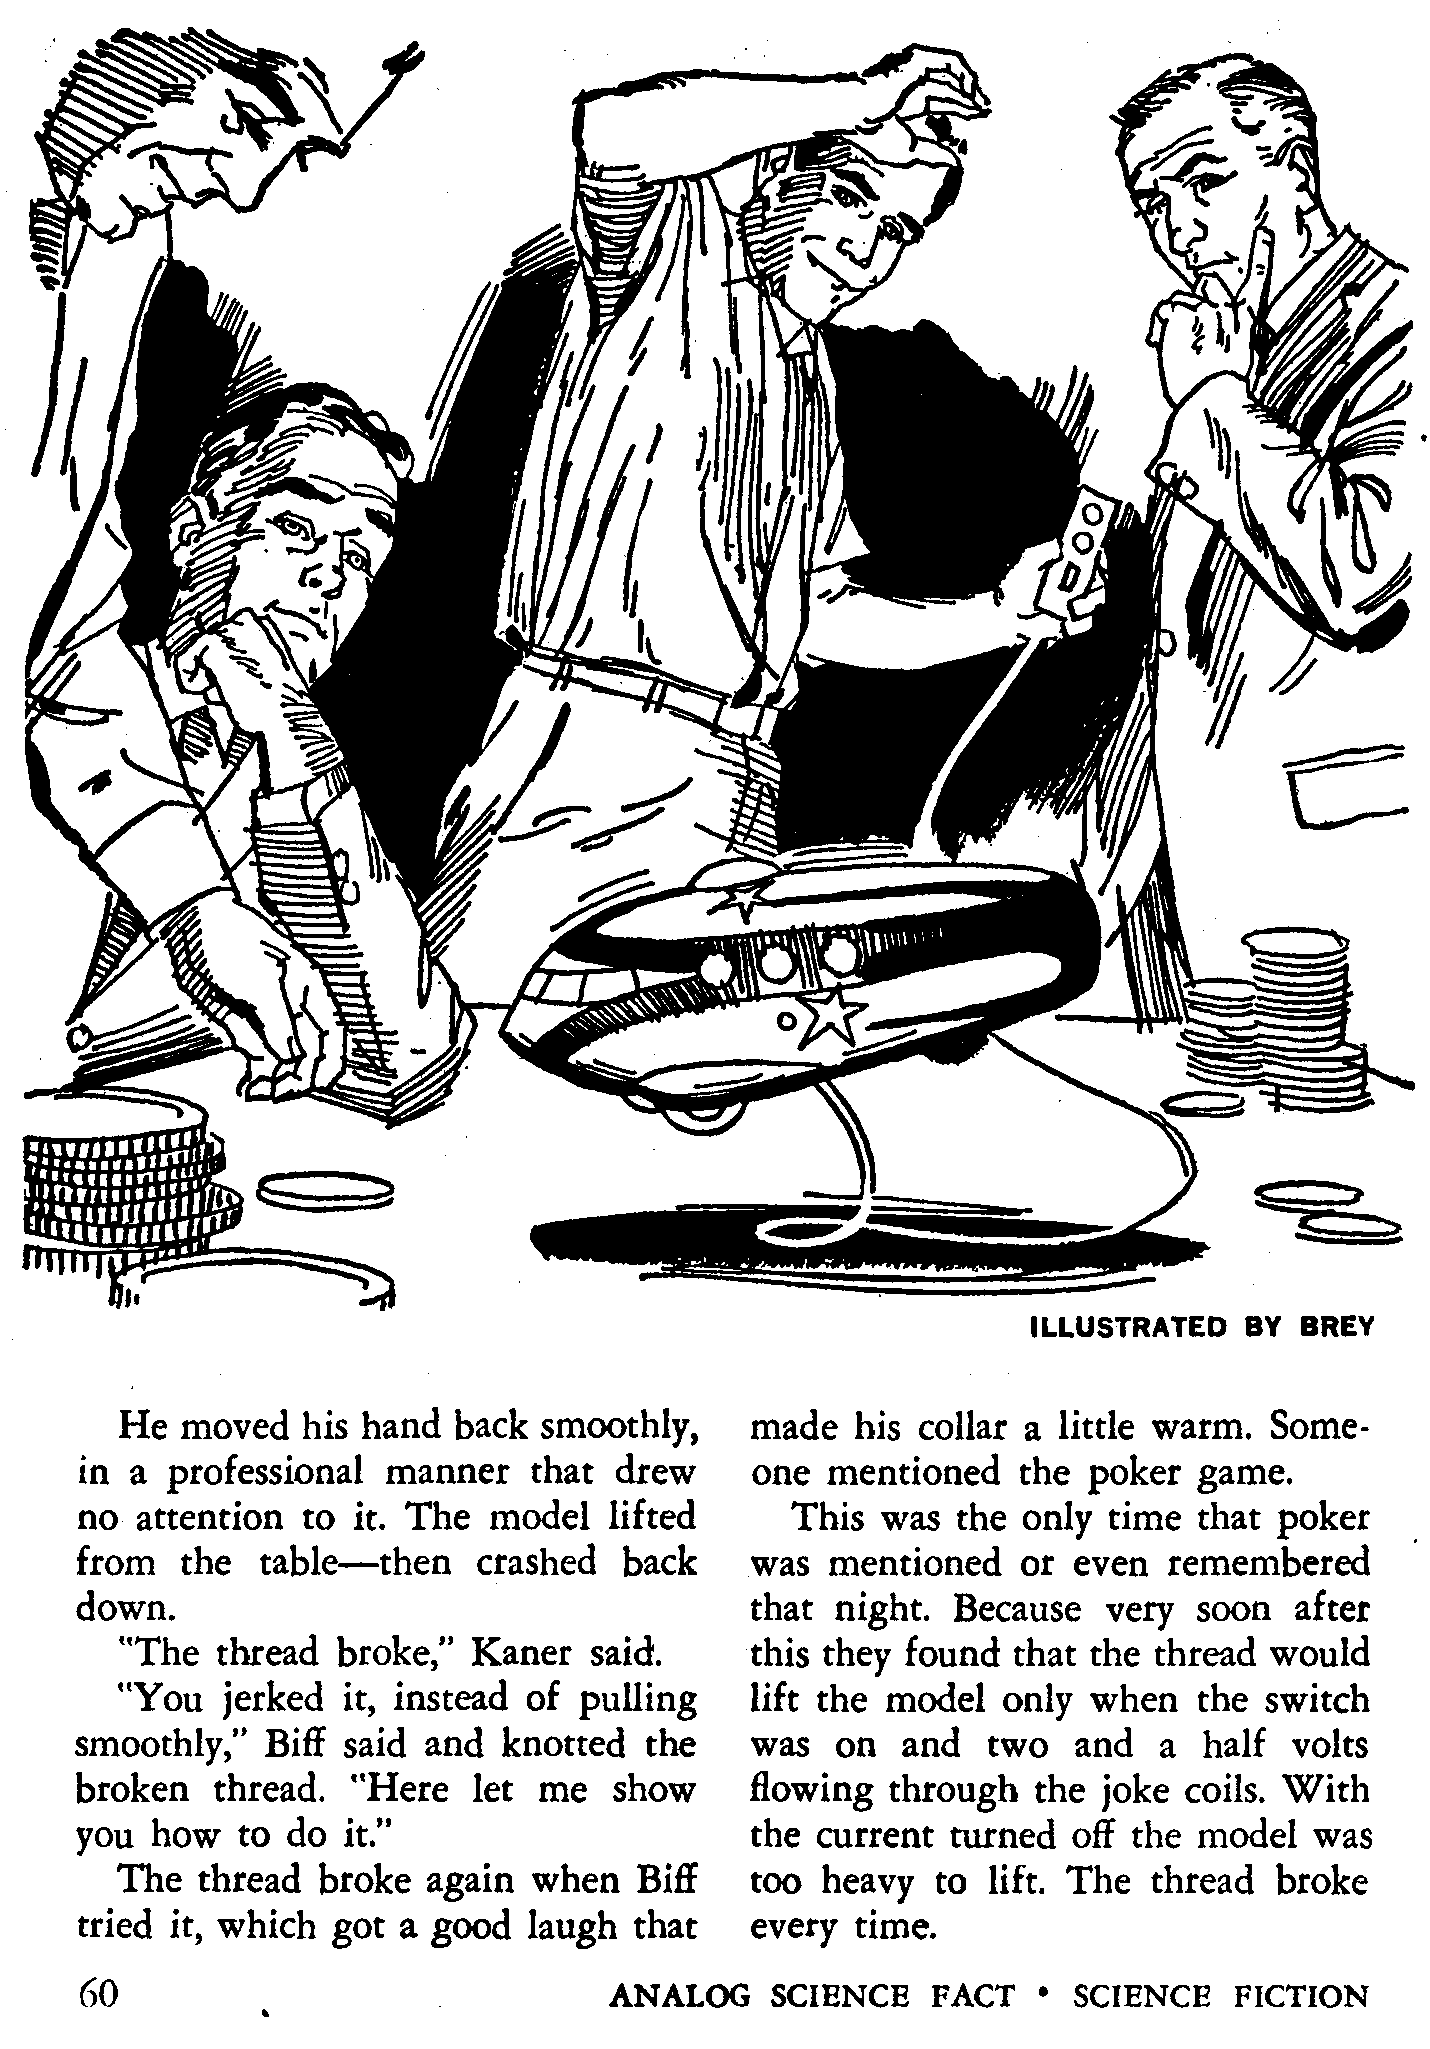 ILLUSTRATED BY BREY
He moved his hand back smoothly,
in a professional manner that drew
no attention to it. The model lifted
from the table—then crashed back
down.
"The thread broke," Kaner said.
"You jerked it, instead of pulling
smoothly," Biff said and knotted the
broken thread. "Here let me show
you how to do it."
The thread broke again when Biff
tried it, which got a good laugh that
made his collar a little warm. Some-
one mentioned the poker game.
This was the only time that poker
was mentioned or even remembered
that night. Because very soon after
this they found that the thread would
lift the model only when the switch
was on and two and a half volts
flowing through the joke coils. With
the current turned off the model was
too heavy to lift. The thread broke
every time.
60
ANALOG SCIENCE FACT • SCIENCE FICTION